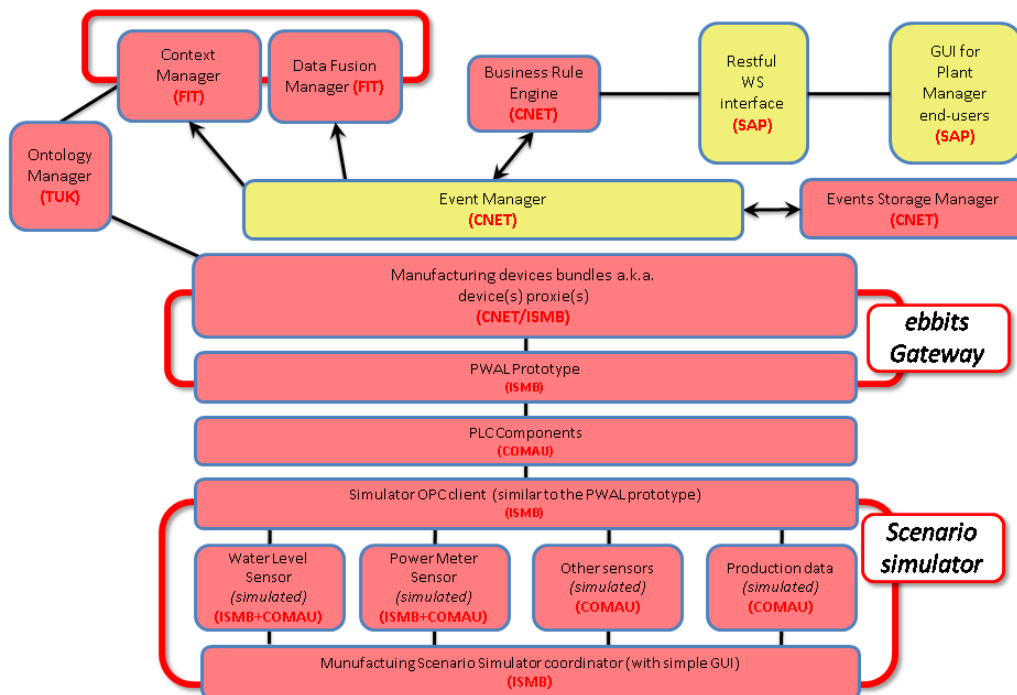 Context
Manager
(FIT)
Data Fusion
Manager (FIT)
Business Rule
Engine
(CNET)
Restful
WS
interface
(SAP)
GUI for
Plant
Manager
end-users
(SAP)
Ontology
Manager
(TUK)
Event Manager
(CNET)
Events Storage Manager
(CNET)
Manufacturing devices bundles a.k.a.
device(s) proxie(s)
(CNET/ISMB)
ebbits
Gateway
PWAL Prototype
(ISMB)
PLC Components
(COMAU)
Simulator OPC client (similar to the PWAL prototype)
(ISMB)
Scenario
simulator
Water Level
Sensor
(simulated)
(ISMB+COMAU)
Power Meter
Sensor
(simulated)
(ISMB+COMAU)
Other sensors
(simulated)
(COMAU)
Production data
(simulated)
(COMAU)
Munufactuing Scenario Simulator coordinator (with simple GUI)
(ISMB)